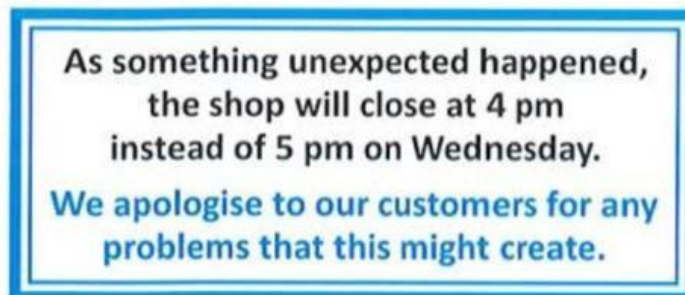 As something unexpected happened,
the shop will close at 4 pm
instead of 5 pm on Wednesday.
We apologise to our customers for any
problems that this might create.